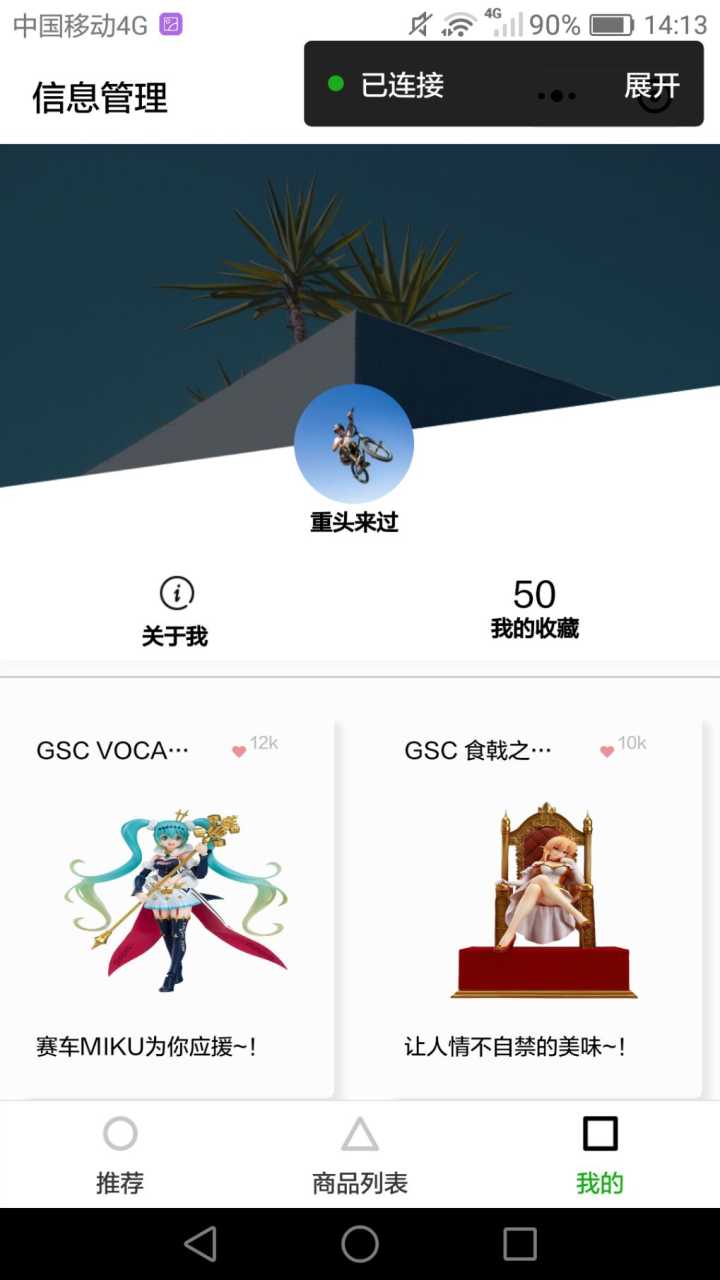 中国移动4G
4G
90%
14:13
信息管理
已连接
展开
重头来过
关于我
50
我的收藏
GSC VOCA…
12k
GSC 食戟之…
10k
赛车MIKU为你应援~!
让人情不自禁的美味~!
推荐
商品列表
我的